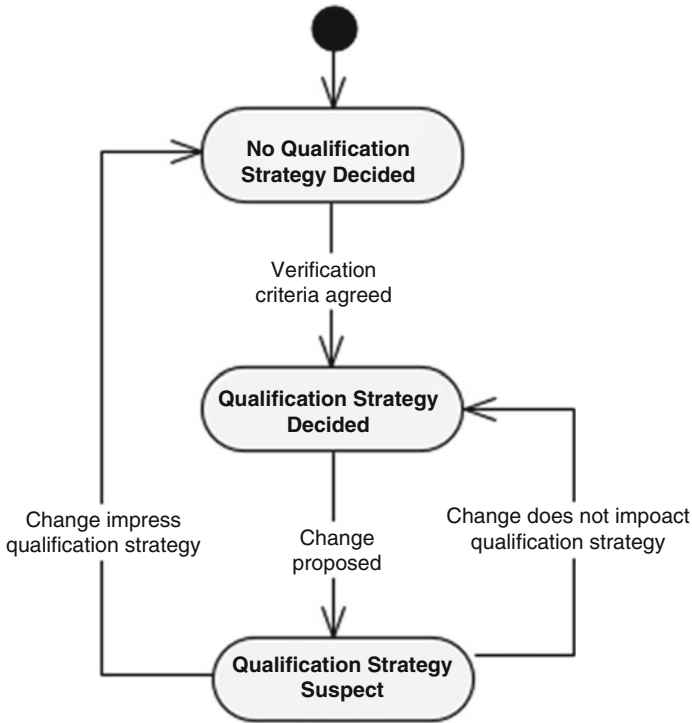 No Qualification
Strategy Decided
Verification
criteria agreed
Qualification Strategy
Decided
Change impress
qualification strategy
Change
proposed
Change does not impoact
qualification strategy
Qualification Strategy
Suspect